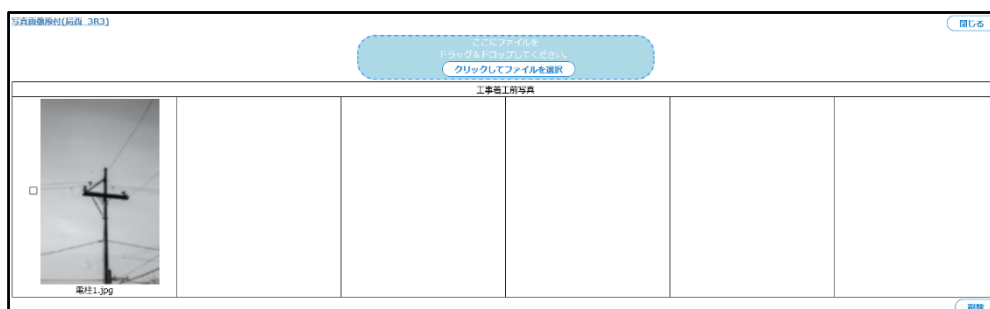 写真画像添付(局西 3R3)
閉じる
ここにファイルを
ドラッグ&ドロップしてください。
クリックしてファイルを選択
工事着工前写真
電柱1.jpg
削除